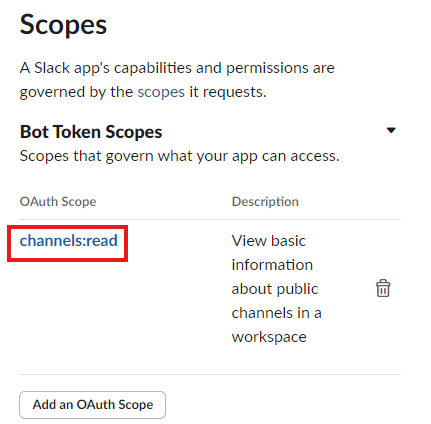 Scopes
A Slack app's capabilities and permissions are
governed by the scopes it requests.
Bot Token Scopes
Scopes that govern what your app can access.
OAuth Scope
Description
channels:read
View basic
information
about public
channels in a
workspace
Add an OAuth Scope